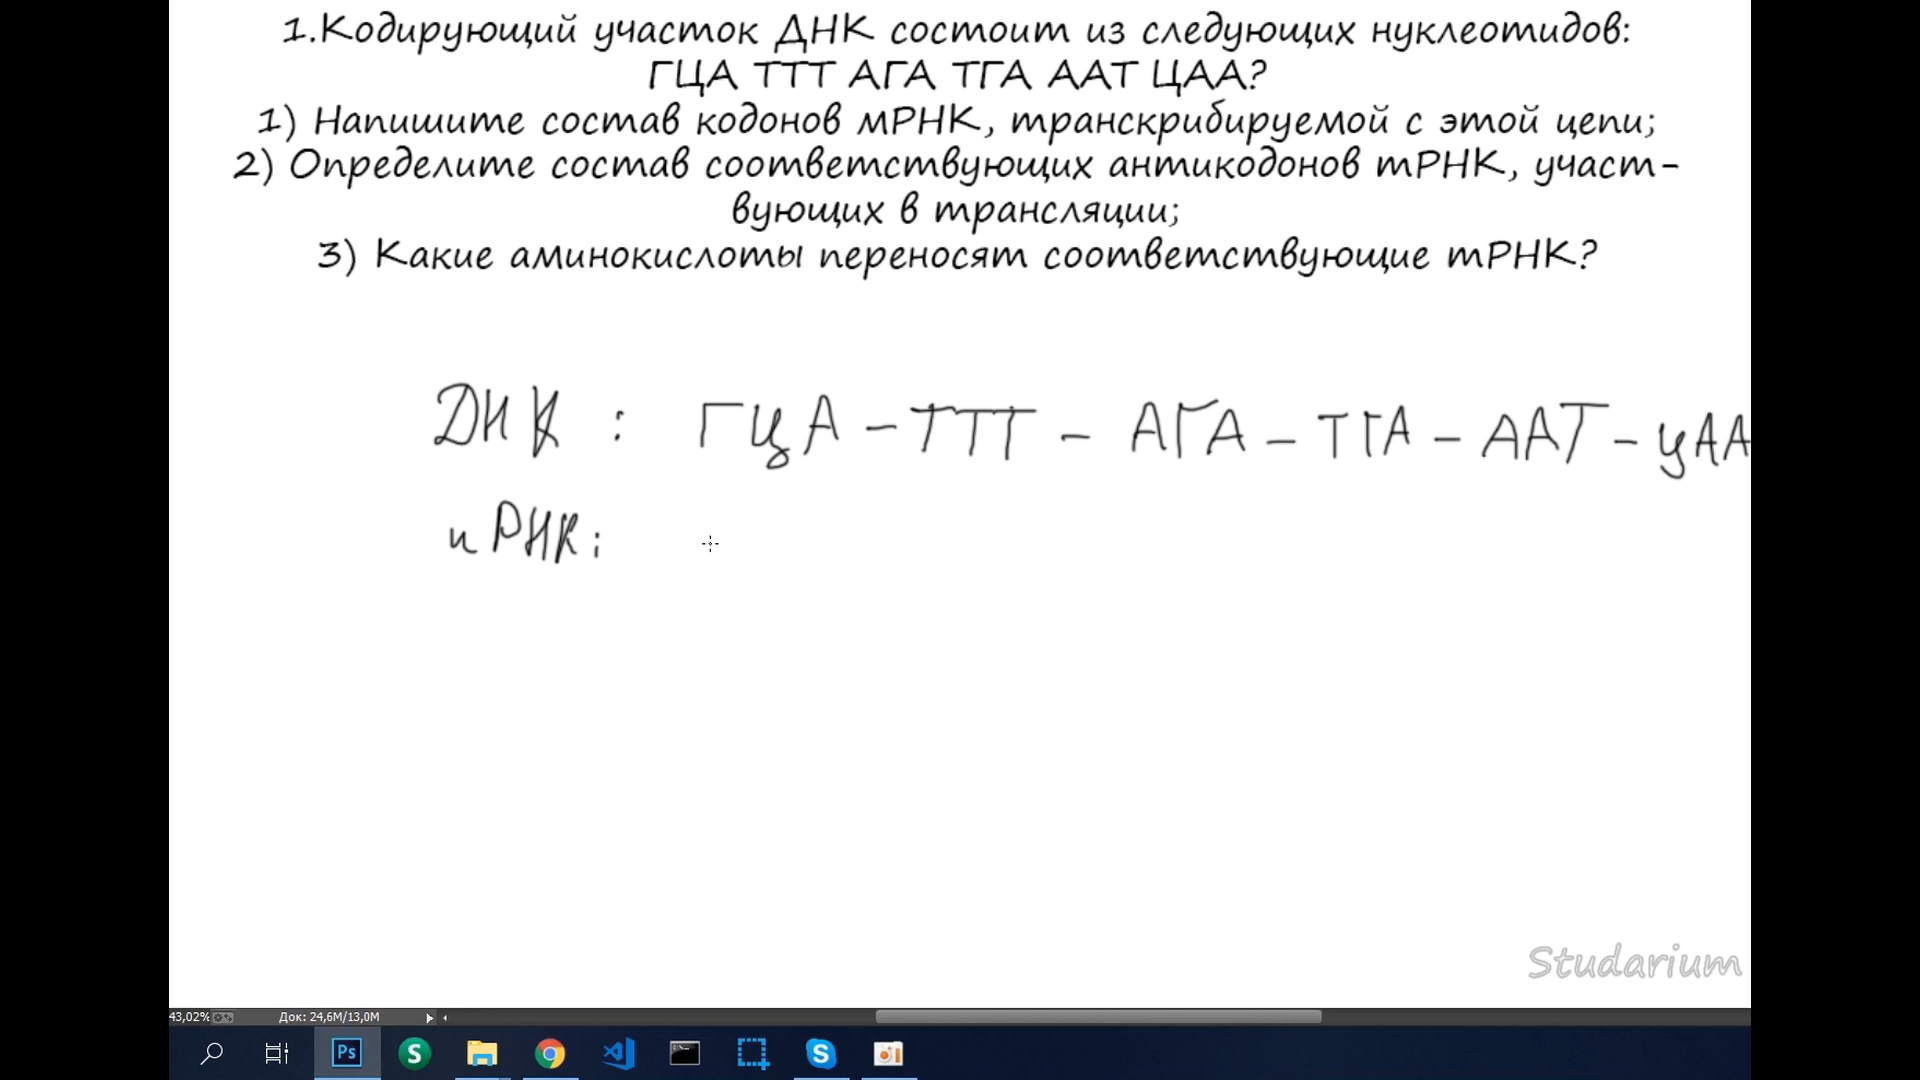 1.Кодирующий участок ДНК состоит из следующих нуклеотидов:
ГЦА ТТТ АГА ТГА ААТ ЦАА?
1) Напишите состав кодонов мРНК, транскрибируемой с этой цепи;
2) Определите состав соответствующих антикодонов тРНК, участ-
вующих в трансляции;
3) Какие аминокислоты переносят соответствующие тРНК?
ДНК : ГЦА - ТТТ - АГА - ТГА - ААТ - ЦАА
иРНК:
Studarium
43,02%
Док: 24,6M/13,0M
Ps
S